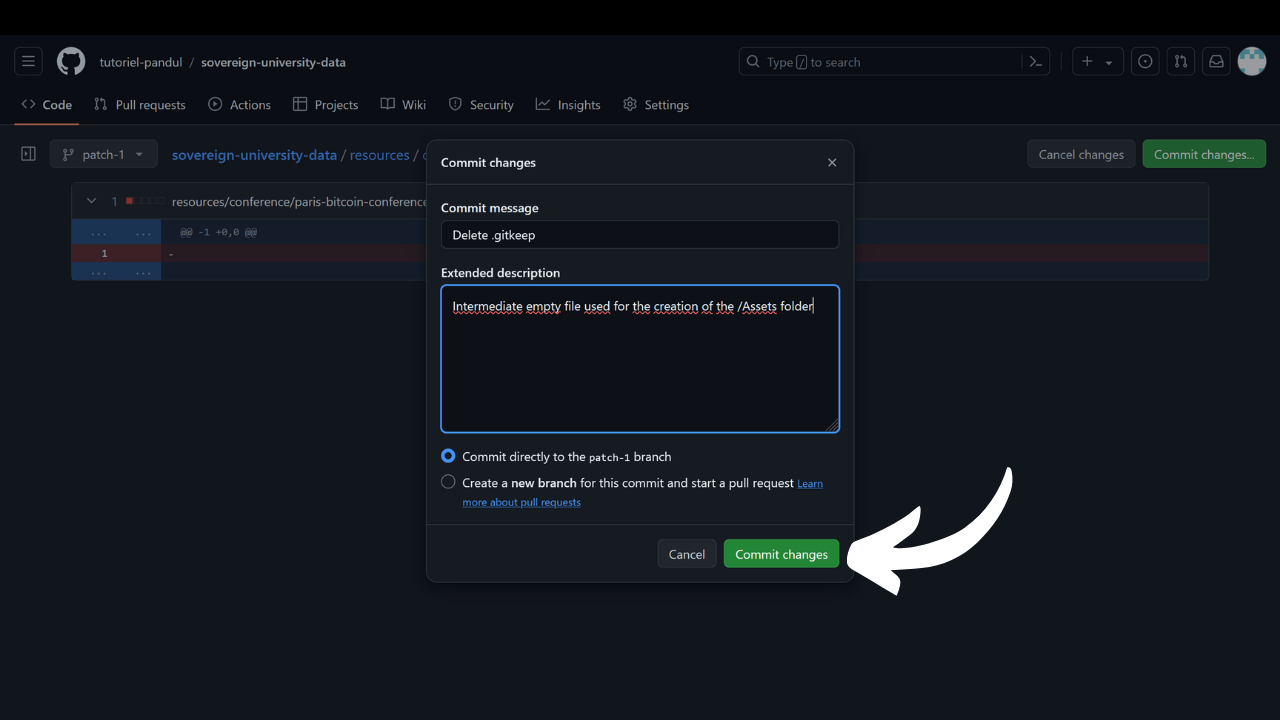 tutoriel-pandul / sovereign-university-data
Type / to search
Code Pull requests Actions Projects Wiki Security Insights Settings
patch-1
sovereign-university-data / resources /
Cancel changes Commit changes...
1 resources/conference/paris-bitcoin-conference
... ... @@ -1 +0,0 @@
1 -
... ...
Commit changes
Commit message
Delete .gitkeep
Extended description
Intermediate empty file used for the creation of the /Assets folder
Commit directly to the patch-1 branch
Create a new branch for this commit and start a pull request Learn
more about pull requests
Cancel Commit changes